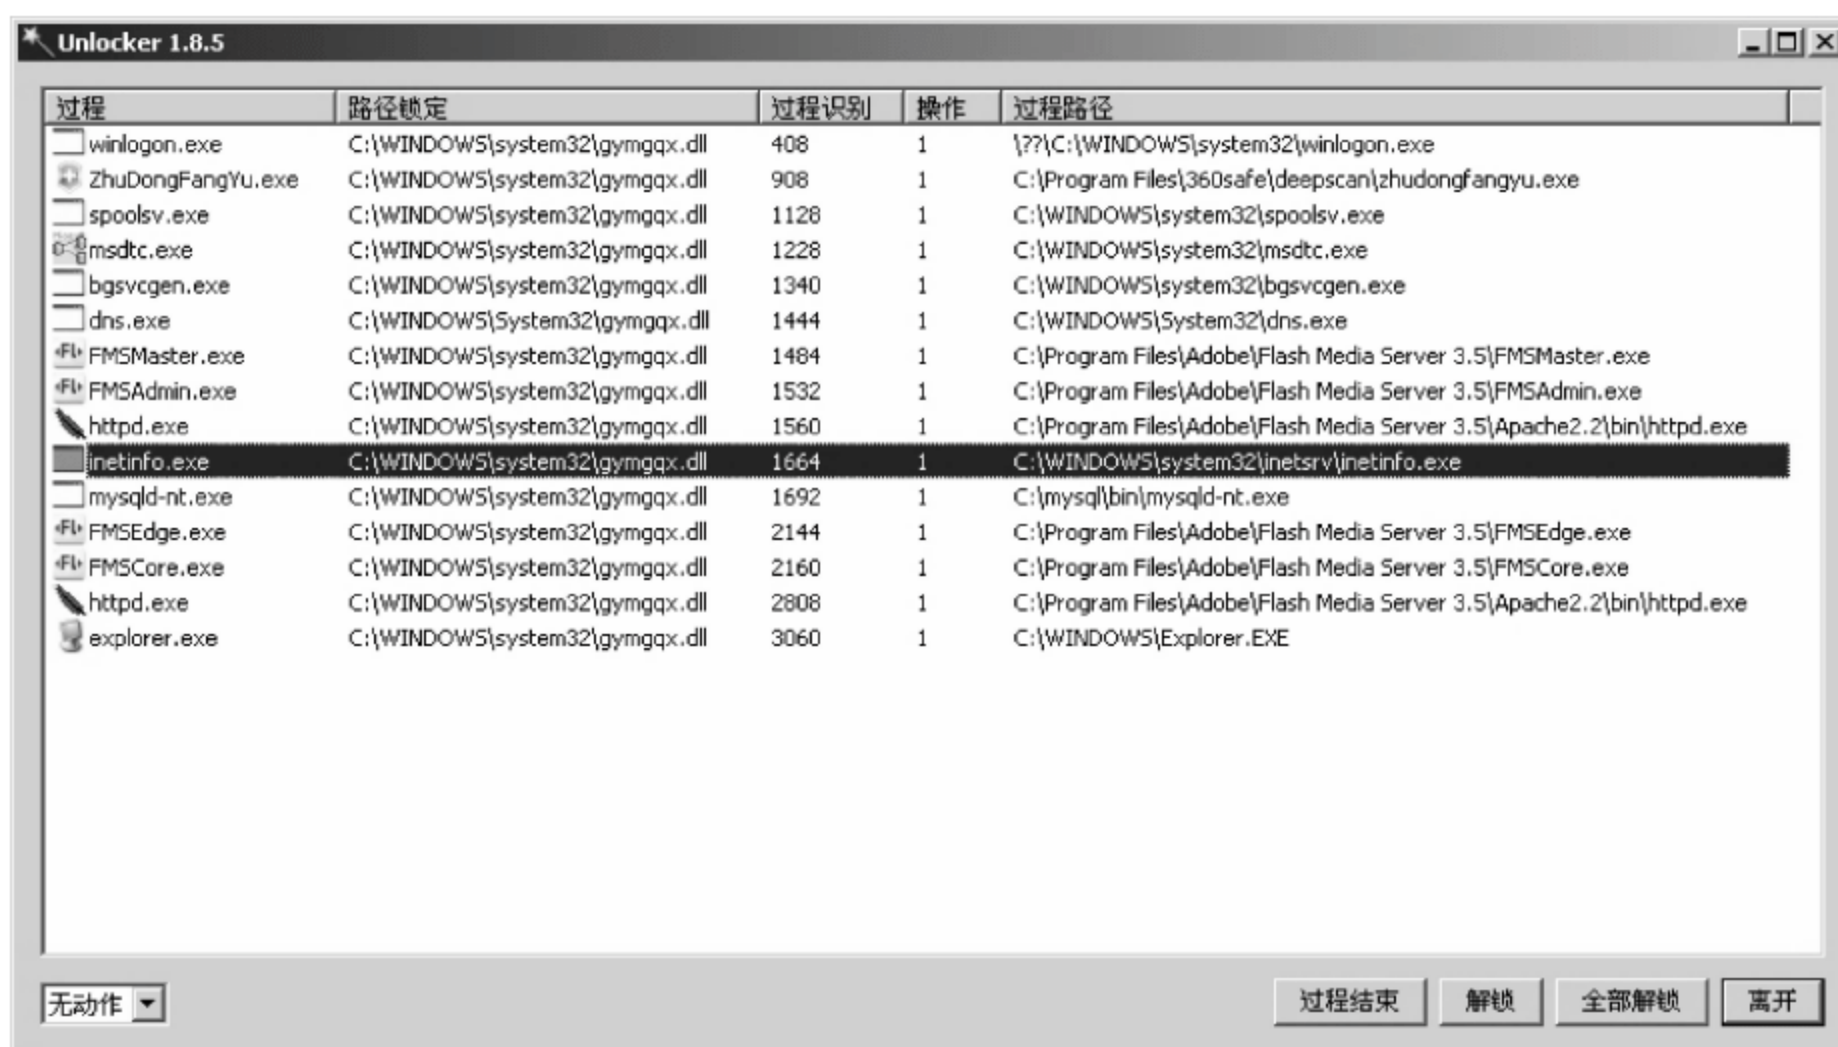 Unlocker 1.8.5
过程 路径锁定 过程识别 操作 过程路径
winlogon.exe C:\WINDOWS\system32\gymgqx.dll 408 1 \??\C:\WINDOWS\system32\winlogon.exe
ZhuDongFangYu.exe C:\WINDOWS\system32\gymgqx.dll 908 1 C:\Program Files\360safe\deepscan\zhudongfangyu.exe
spoolsv.exe C:\WINDOWS\system32\gymgqx.dll 1128 1 C:\WINDOWS\system32\spoolsv.exe
msdtc.exe C:\WINDOWS\system32\gymgqx.dll 1228 1 C:\WINDOWS\system32\msdtc.exe
bgsvcgen.exe C:\WINDOWS\system32\gymgqx.dll 1340 1 C:\WINDOWS\system32\bgsvcgen.exe
dns.exe C:\WINDOWS\System32\gymgqx.dll 1444 1 C:\WINDOWS\System32\dns.exe
FMSMaster.exe C:\WINDOWS\system32\gymgqx.dll 1484 1 C:\Program Files\Adobe\Flash Media Server 3.5\FMSMaster.exe
FMSAdmin.exe C:\WINDOWS\system32\gymgqx.dll 1532 1 C:\Program Files\Adobe\Flash Media Server 3.5\FMSAdmin.exe
httpd.exe C:\WINDOWS\system32\gymgqx.dll 1560 1 C:\Program Files\Adobe\Flash Media Server 3.5\Apache2.2\bin\httpd.exe
inetinfo.exe C:\WINDOWS\system32\gymgqx.dll 1664 1 C:\WINDOWS\system32\inetsrv\inetinfo.exe
mysqld-nt.exe C:\WINDOWS\system32\gymgqx.dll 1692 1 C:\mysql\bin\mysqld-nt.exe
FMSEdge.exe C:\WINDOWS\system32\gymgqx.dll 2144 1 C:\Program Files\Adobe\Flash Media Server 3.5\FMSEdge.exe
FMSCore.exe C:\WINDOWS\system32\gymgqx.dll 2160 1 C:\Program Files\Adobe\Flash Media Server 3.5\FMSCore.exe
httpd.exe C:\WINDOWS\system32\gymgqx.dll 2808 1 C:\Program Files\Adobe\Flash Media Server 3.5\Apache2.2\bin\httpd.exe
explorer.exe C:\WINDOWS\system32\gymgqx.dll 3060 1 C:\WINDOWS\Explorer.EXE
无动作 过程结束 解锁 全部解锁 离开